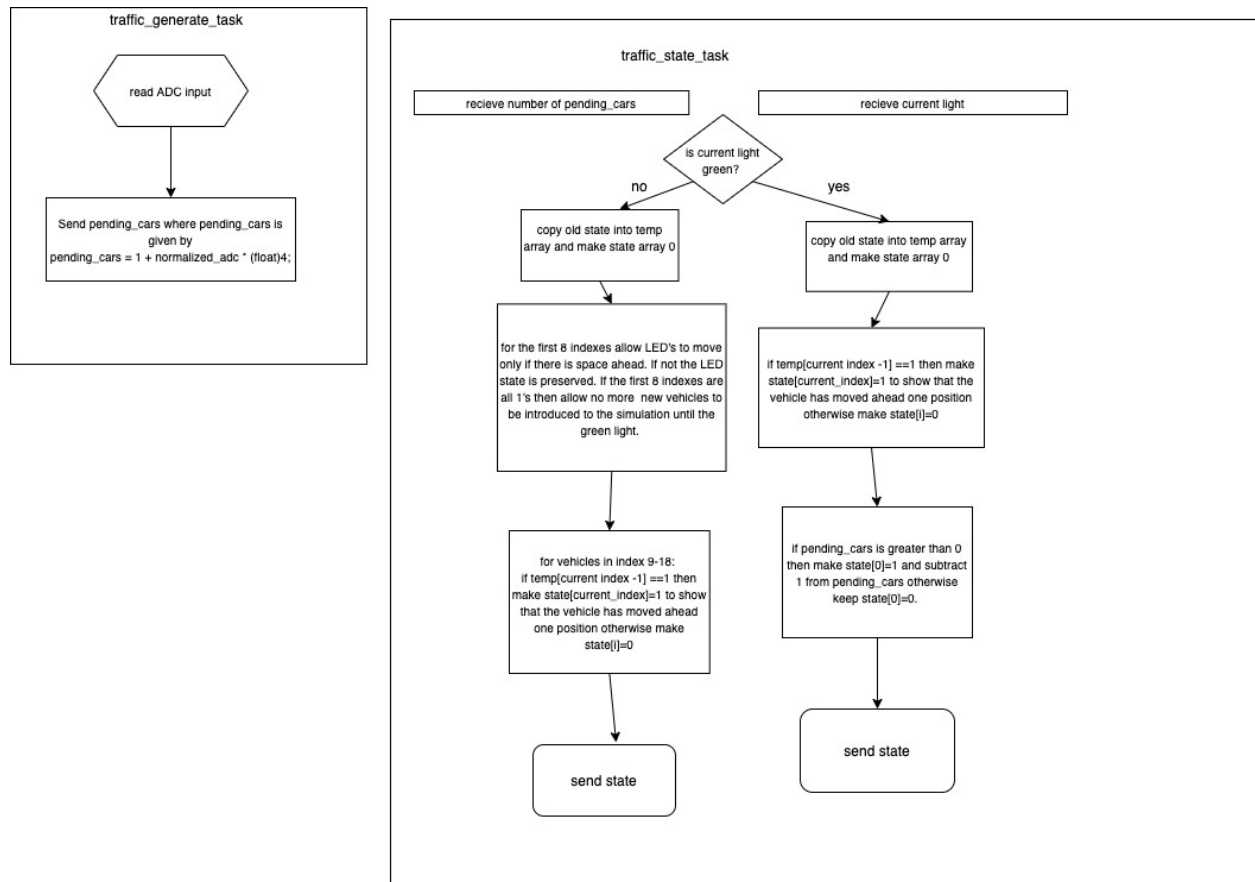 traffic_generate_task
read ADC input
Send pending_cars where pending_cars is
given by
pending_cars = 1 + normalized_adc * (float)4;
traffic_state_task
recieve number of pending_cars
recieve current light
is current light
green?
no
yes
copy old state into temp
array and make state array 0
for the first 8 indexes allow LED's to move
only if there is space ahead. If not the LED
state is preserved. If the first 8 indexes are
all 1's then allow no more new vehicles to
be introduced to the simulation until the
green light.
for vehicles in index 9-18:
if temp[current index -1] ==1 then
make state[current_index]=1 to show
that the vehicle has moved ahead
one position otherwise make
state[i]=0
send state
copy old state into temp array
and make state array 0
if temp[current index -1] ==1 then make
state[current_index]=1 to show that the
vehicle has moved ahead one position
otherwise make state[i]=0
if pending_cars is greater than 0
then make state[0]=1 and subtract
1 from pending_cars otherwise
keep state[0]=0.
send state